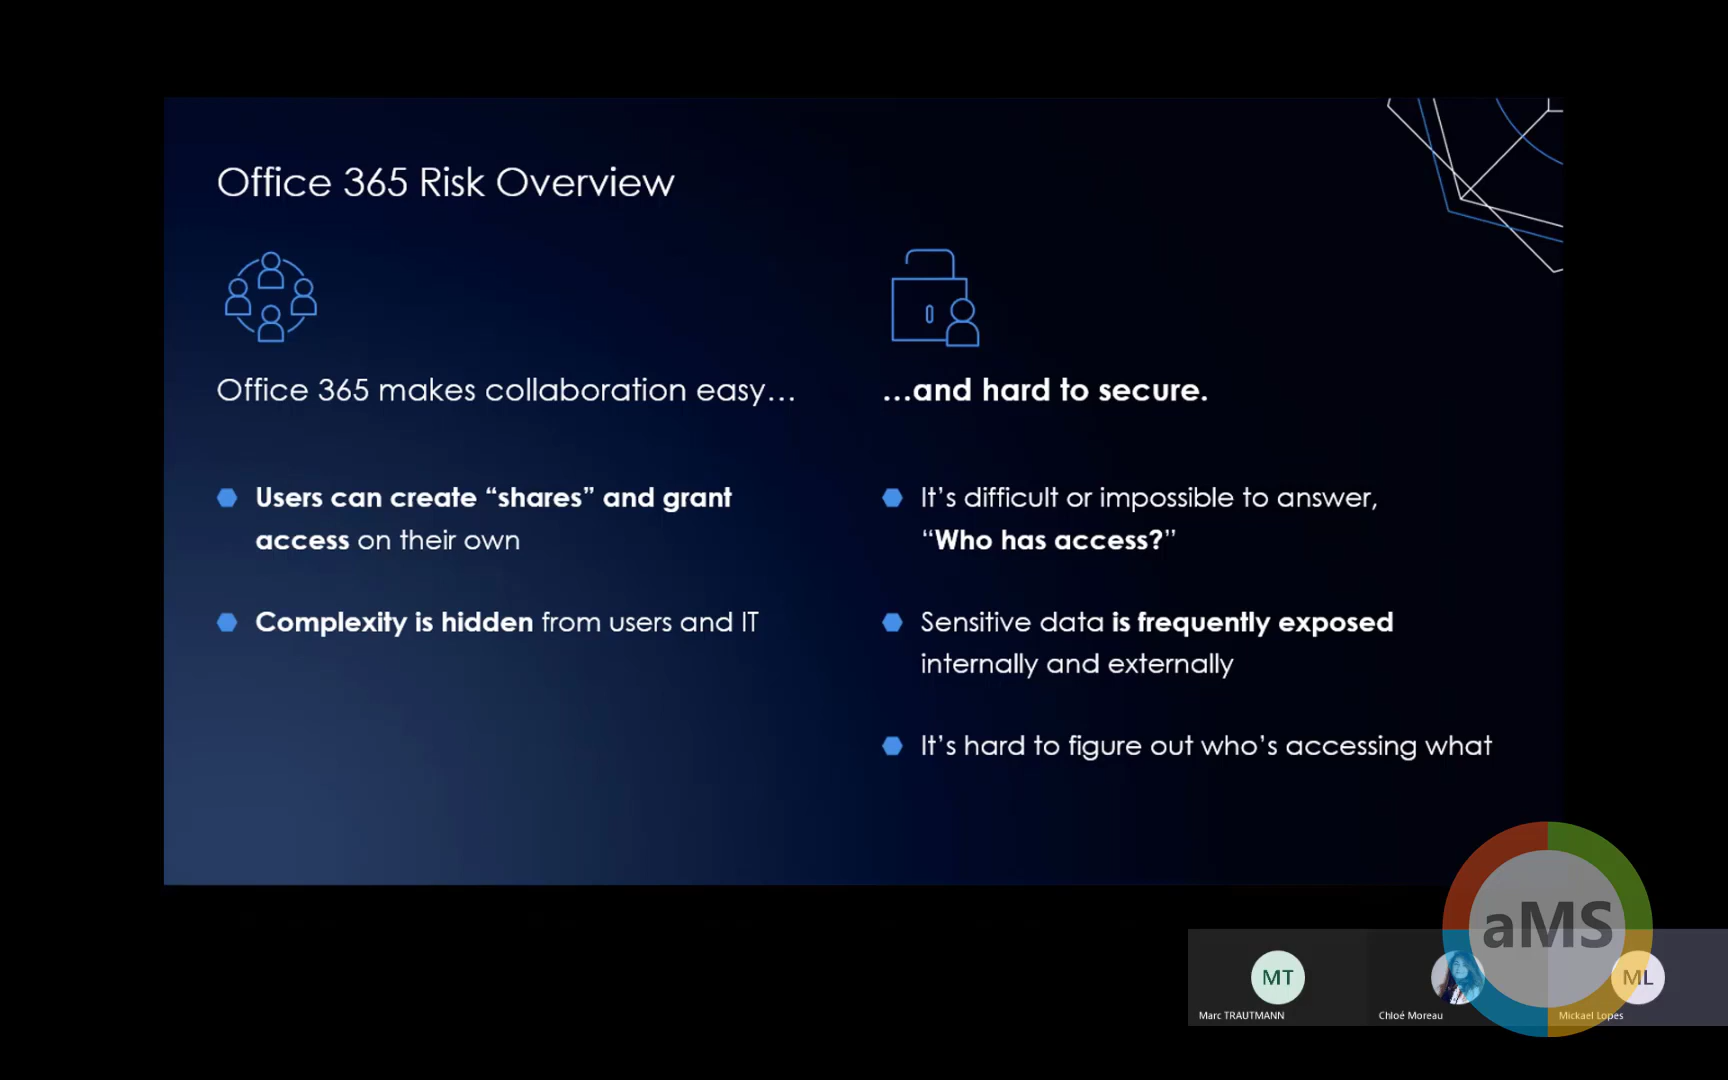 Office 365 Risk Overview
Office 365 makes collaboration easy…
Users can create “shares” and grant
access on their own
Complexity is hidden from users and IT
…and hard to secure.
It’s difficult or impossible to answer,
“Who has access?”
Sensitive data is frequently exposed
internally and externally
It’s hard to figure out who’s accessing what
aMS
MT
ML
Marc TRAUTMANN
Chloé Moreau
Mickael Lopes